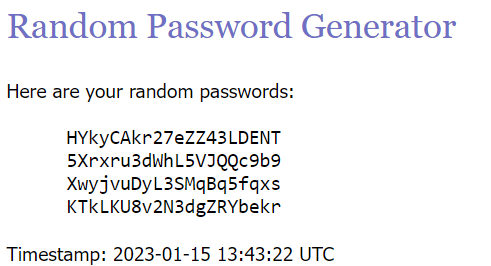 Random Password Generator
Here are your random passwords:
HYkyCAkr27eZZ43LDENT
5Xrxru3dWhL5VJQQc9b9
XwyjvuDyL3SMqBq5fqxs
KTkLKU8v2N3dgZRYbekr
Timestamp: 2023-01-15 13:43:22 UTC